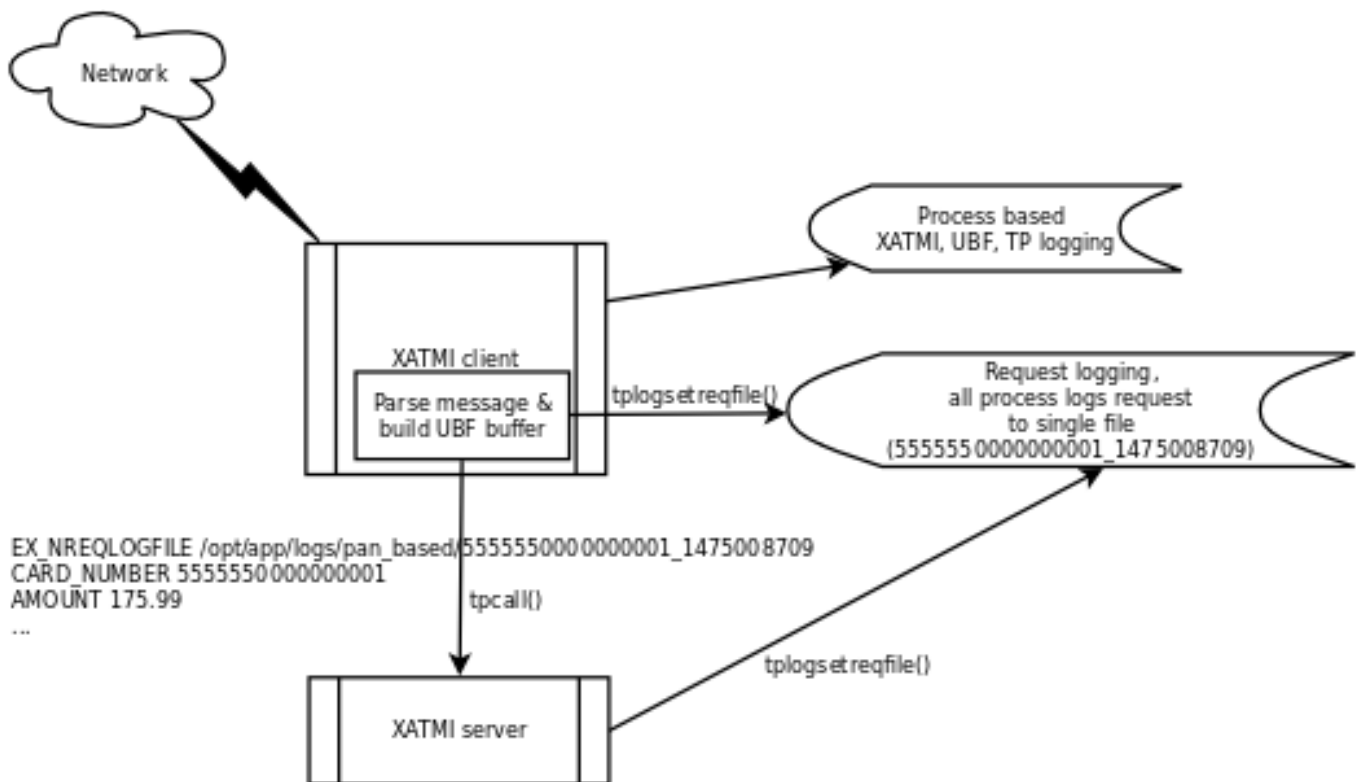 Network
Process based
XATMI, UBF, TP logging
XATMI client
Parse message &
build UBF buffer
tplogsetreqfile()
Request logging,
all process logs request
to single file
(5555550000000001_1475008709)
EX_NREQLOGFILE /opt/app/logs/pan_based/5555550000000001_1475008709
CARD_NUMBER 5555550000000001
AMOUNT 175.99
...
tpcall()
tplogsetreqfile()
XATMI server